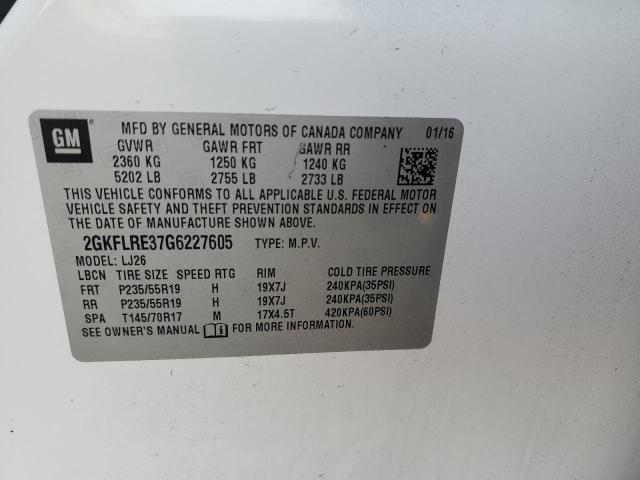 GM
MFD BY GENERAL MOTORS OF CANADA COMPANY 01/16
GVWR GAWR FRT GAWR RR
2360 KG 1250 KG 1240 KG
5202 LB 2755 LB 2733 LB
THIS VEHICLE CONFORMS TO ALL APPLICABLE U.S. FEDERAL MOTOR
VEHICLE SAFETY AND THEFT PREVENTION STANDARDS IN EFFECT ON
THE DATE OF MANUFACTURE SHOWN ABOVE.
2GKFLRE37G6227605 TYPE: M.P.V.
MODEL: LJ26
LBCN TIRE SIZE SPEED RTG RIM COLD TIRE PRESSURE
FRT P235/55R19 H 19X7J 240KPA(35PSI)
RR P235/55R19 H 19X7J 240KPA(35PSI)
SPA T145/70R17 M 17X4.5T 420KPA(60PSI)
SEE OWNER'S MANUAL FOR MORE INFORMATION